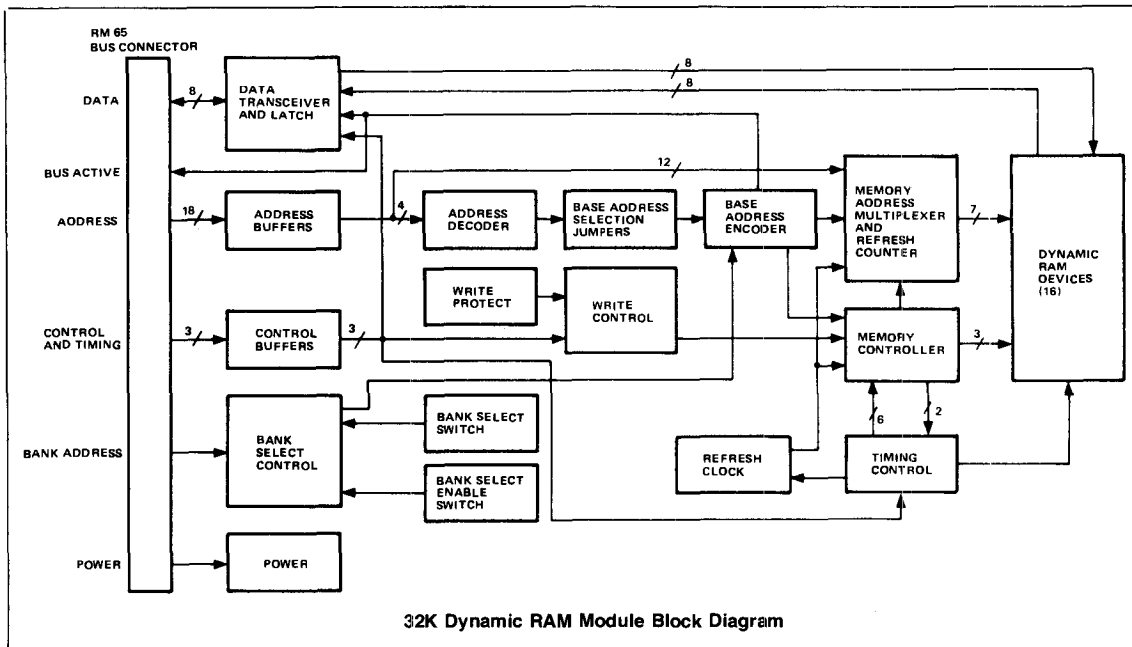 RM 65
BUS CONNECTOR
DATA
8
DATA
TRANSCEIVER
AND LATCH
8
8
BUS ACTIVE
12
AODRESS
18
ADDRESS
BUFFERS
4
ADDRESS
DECODER
BASE AODRESS
SELECTION
JUMPERS
BASE
AODRESS
ENCODER
MEMORY
ADDRESS
MULTIPLEXER
AND
REFRESH
COUNTER
7
DYNAMIC
RAM
DEVICES
(16)
WRITE
PROTECT
WRITE
CONTROL
CONTROL
AND TIMING
3
CONTROL
BUFFERS
3
MEMORY
CONTROLLER
3
6
2
BANK ADDRESS
BANK
SELECT
CONTROL
BANK SELECT
SWITCH
BANK SELECT
ENABLE
SWITCH
REFRESH
CLOCK
TIMING
CONTROL
POWER
POWER
32K Dynamic RAM Module Block Diagram